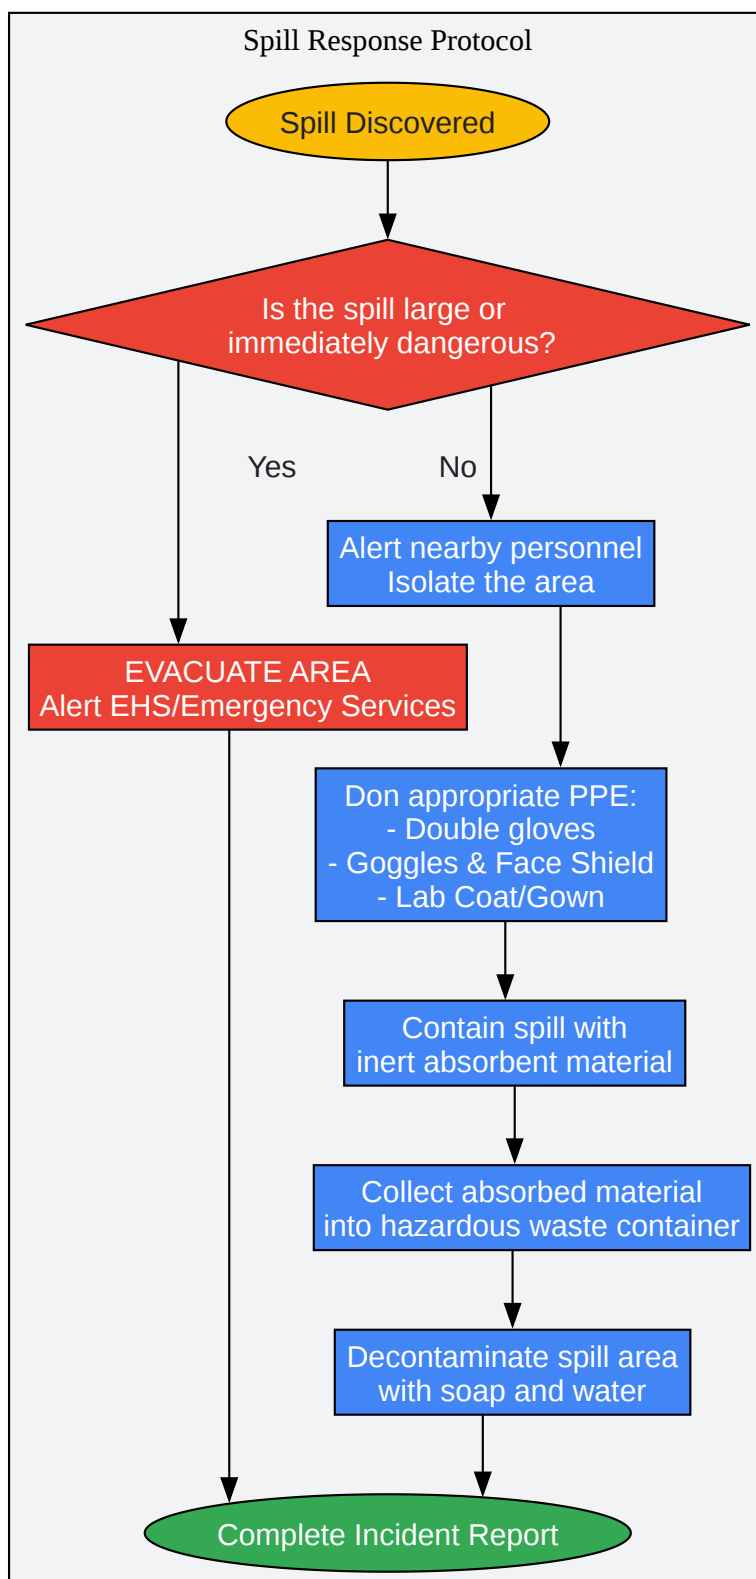 Spill Response Protocol
Spill Discovered
Is the spill large or
immediately dangerous?
Yes
No
Alert nearby personnel
Isolate the area
EVACUATE AREA
Alert EHS/Emergency Services
Don appropriate PPE:
- Double gloves
- Goggles & Face Shield
- Lab Coat/Gown
Contain spill with
inert absorbent material
Collect absorbed material
into hazardous waste container
Decontaminate spill area
with soap and water
Complete Incident Report